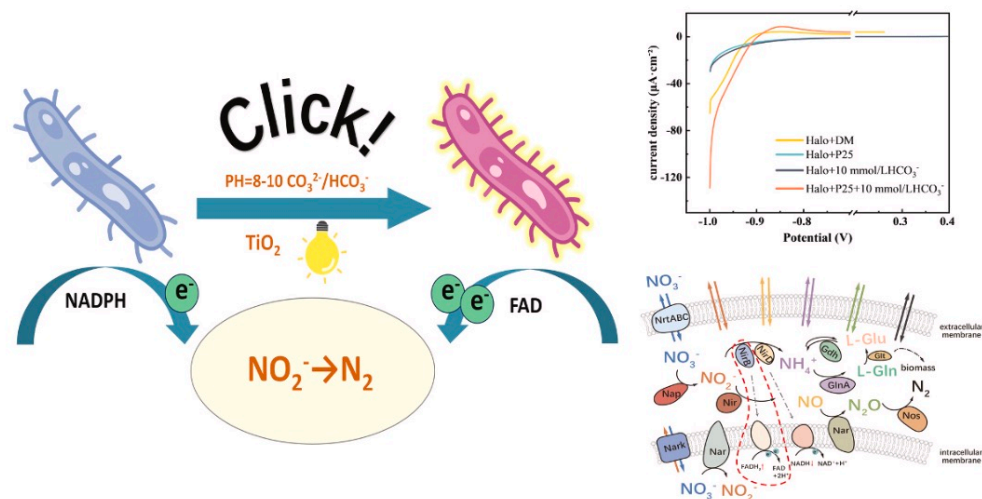 Click!
PH=8-10 CO₃²⁻/HCO₃⁻
TiO₂
NADPH
e⁻
e⁻
e⁻
FAD
NO₂⁻→N₂
current density (μA·cm⁻²)
0
-40
-80
-120
Halo+DM
Halo+P25
Halo+10 mmol/LHCO₃⁻
Halo+P25+10 mmol/LHCO₃⁻
-1.0
-0.9
-0.8
0.3
0.4
Potential (V)
NO₃⁻
NrtABC
extracellular
membrane
NO₃⁻
Nap
NO₂⁻
Nir
NirB
NirD
NH₄⁺
Gdh
GlnA
L-Glu
Glt
L-Gln
biomass
N₂
NO
N₂O
Nos
Nar
Nark
Nar
FADH₂↑
FAD
+2H⁺
NADH↓
NAD⁺+H⁺
intracellular
membrane
NO₃⁻
NO₂⁻